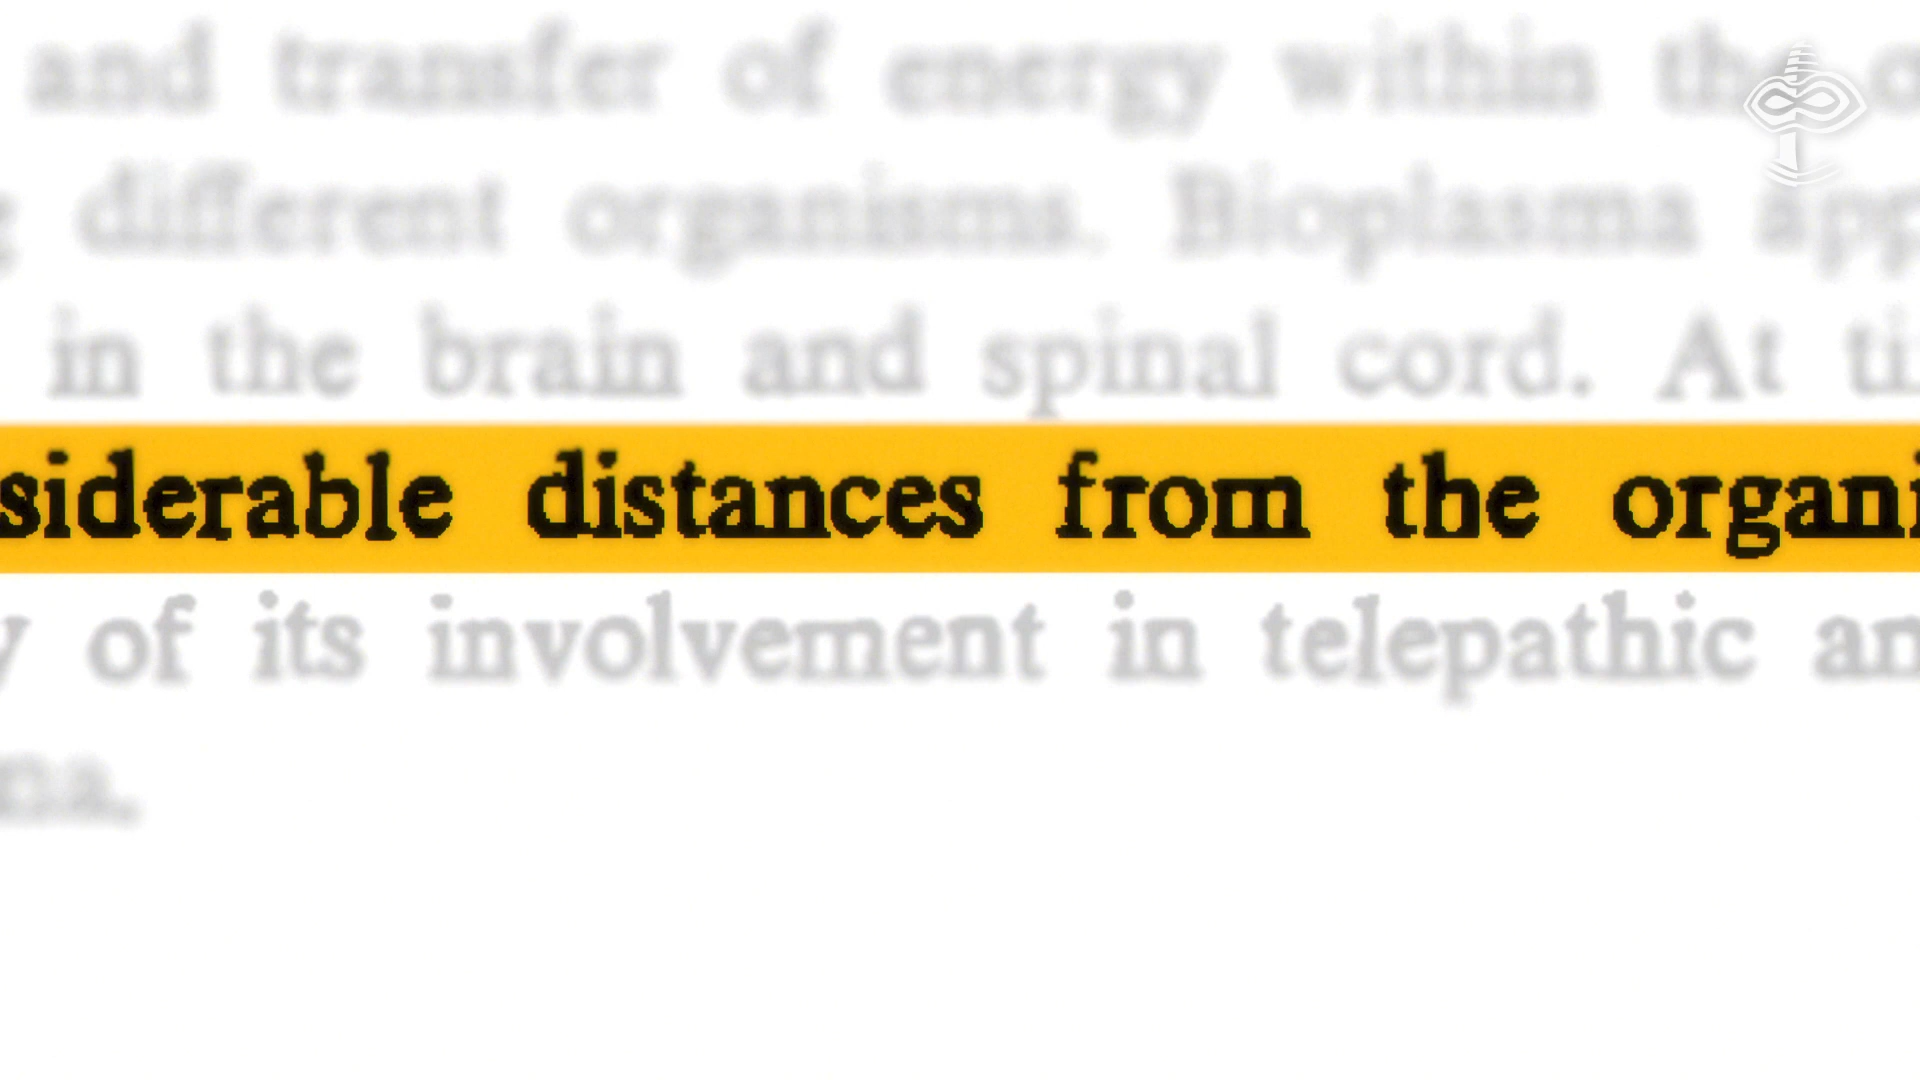 and transfer of energy within the o
g different organisms. Bioplasma app
in the brain and spinal cord. At ti
siderable distances from the organi
y of its involvement in telepathic an
na.